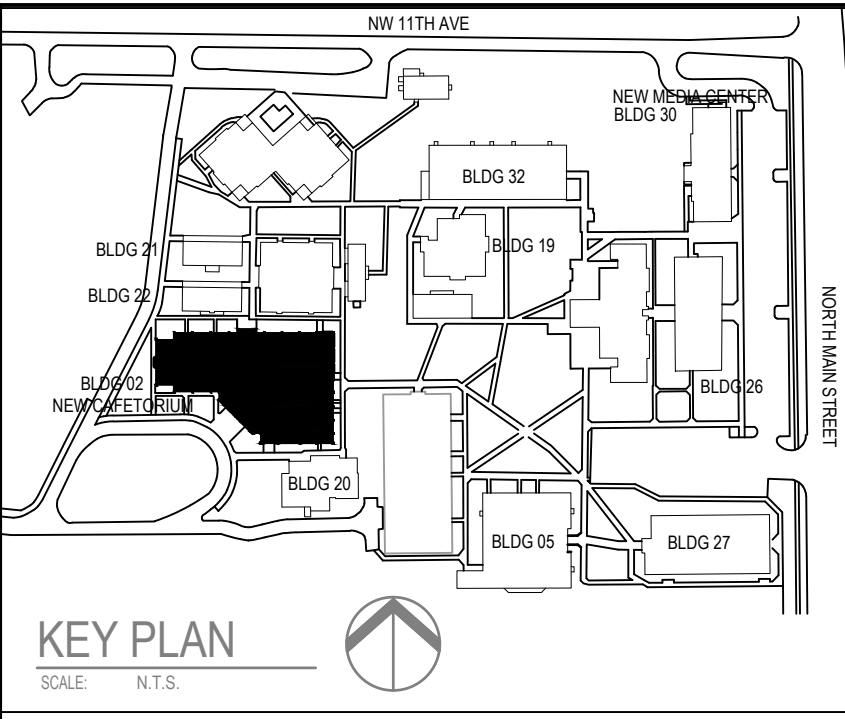 NW 11TH AVE
NEW MEDIA CENTER
BLDG 30
BLDG 32
BLDG 21
BLDG 19
BLDG 22
NORTH MAIN STREET
BLDG 02
NEW CAFETORIUM
BLDG 26
BLDG 20
BLDG 05
BLDG 27
KEY PLAN
SCALE: N.T.S.